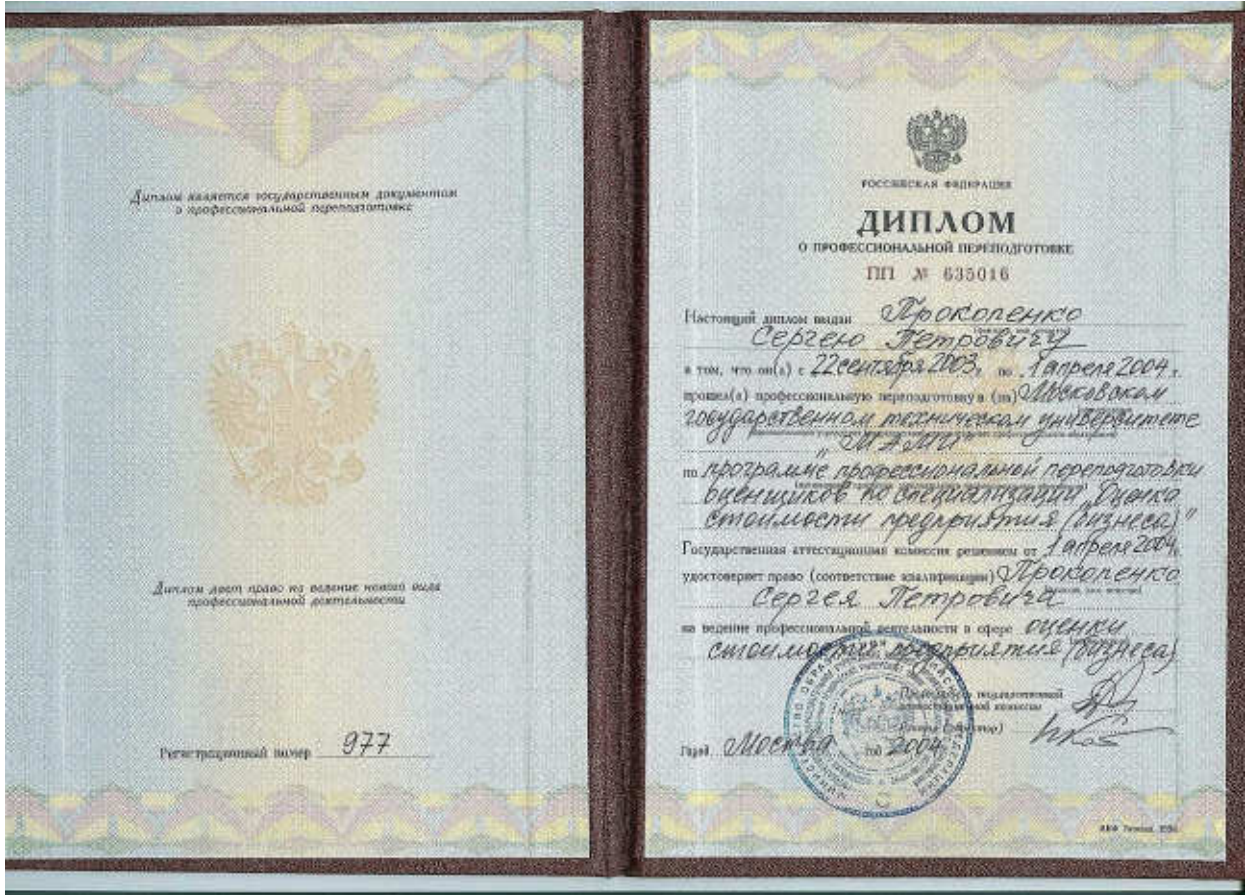 Диплом является государственным документом
о профессиональной переподготовке
Диплом дает право на ведение нового вида
профессиональной деятельности
Регистрационный номер 977
РОССИЙСКАЯ ФЕДЕРАЦИЯ
ДИПЛОМ
О ПРОФЕССИОНАЛЬНОЙ ПЕРЕПОДГОТОВКЕ
ПП № 635016
Настоящий диплом выдан Прокопенко
Сергею Петровичу
в том, что он(а) с 22 сентября 2003 г. по 1 апреля 2004 г.
прошел(а) профессиональную переподготовку в (на) Московском
государственном техническом университете
"МАМИ"
по программе профессиональной переподготовки
оценщиков по специализации "Оценка
стоимости предприятия (бизнеса)"
Государственная аттестационная комиссия решением от 1 апреля 2004 г.
удостоверяет право (соответствие квалификации) Прокопенко
Сергея Петровича
на ведение профессиональной деятельности в сфере оценки
стоимости предприятия (бизнеса)
Председатель государственной
аттестационной комиссии
Ректор (директор)
Город Москва год 2004